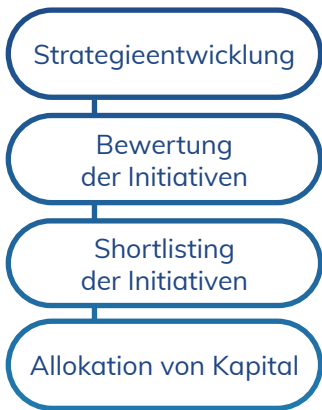 Strategieentwicklung
Bewertung
der Initiativen
Shortlisting
der Initiativen
Allokation von Kapital